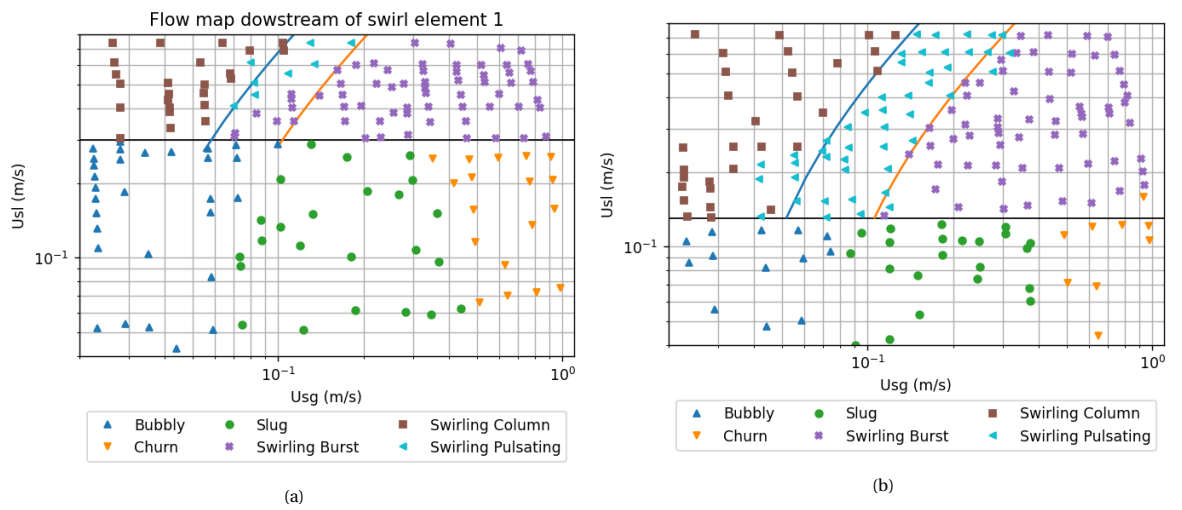 Flow map dowstream of swirl element 1
Usl (m/s)
10⁻¹
10⁻¹
10⁰
Usg (m/s)
Bubbly
Slug
Swirling Column
Churn
Swirling Burst
Swirling Pulsating
(a)
Usl (m/s)
10⁻¹
10⁻¹
10⁰
Usg (m/s)
Bubbly
Slug
Swirling Column
Churn
Swirling Burst
Swirling Pulsating
(b)